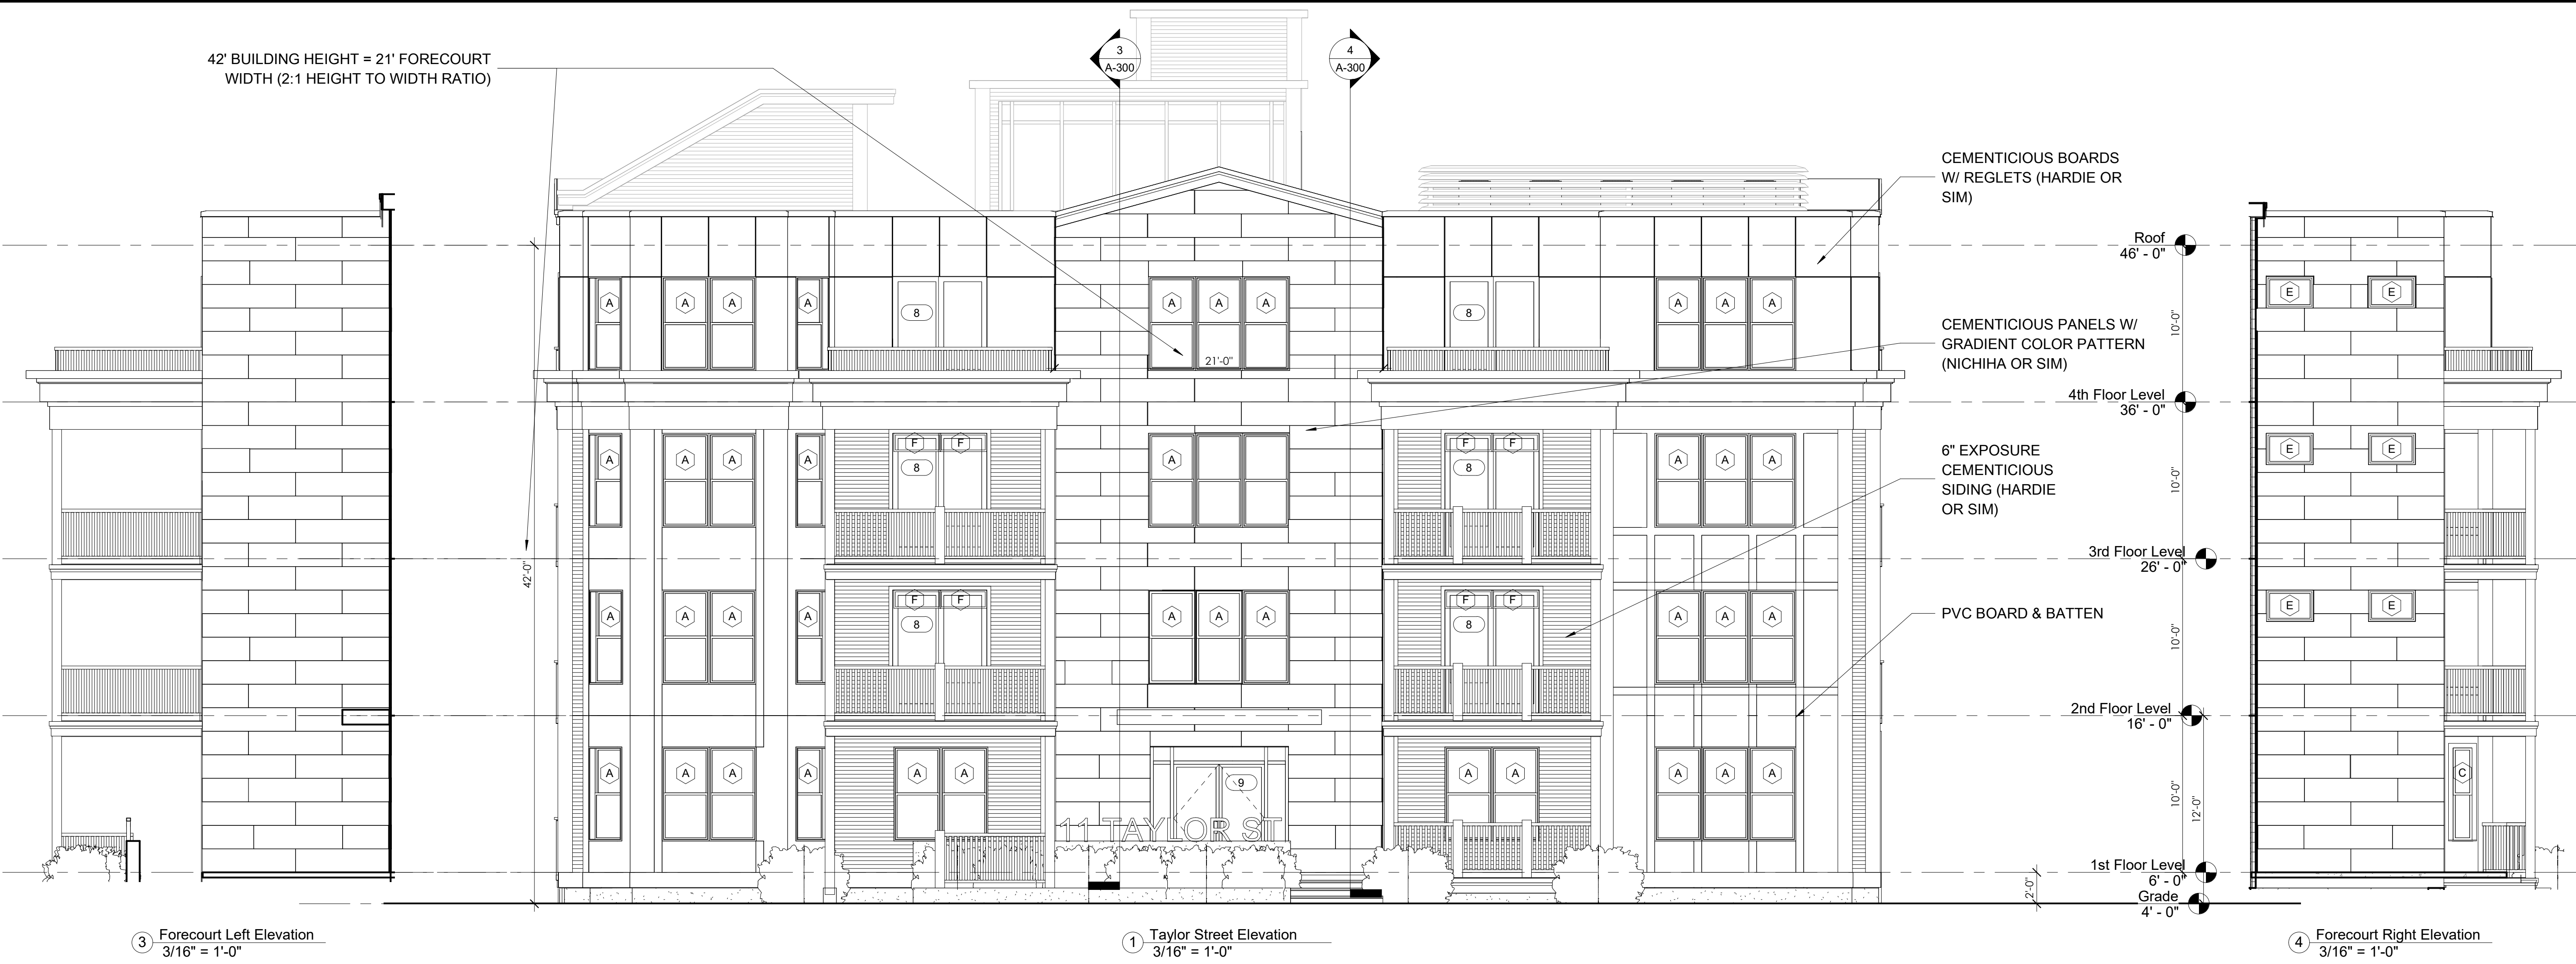 42' BUILDING HEIGHT = 21' FORECOURT
WIDTH (2:1 HEIGHT TO WIDTH RATIO)
3
A-300
4
A-300
CEMENTICIOUS BOARDS
W/ REGLETS (HARDIE OR
SIM)
Roof
46' - 0"
A
A
A
A
8
A
A
A
8
A
A
A
E
E
10'-0"
CEMENTICIOUS PANELS W/
GRADIENT COLOR PATTERN
(NICHIHA OR SIM)
21'-0"
4th Floor Level
36' - 0"
A
A
A
A
F
F
8
A
F
F
8
A
A
A
E
E
10'-0"
6" EXPOSURE
CEMENTICIOUS
SIDING (HARDIE
OR SIM)
42'-0"
3rd Floor Level
26' - 0"
A
A
A
A
F
F
8
A
A
A
F
F
8
A
A
A
E
E
10'-0"
PVC BOARD & BATTEN
2nd Floor Level
16' - 0"
A
A
A
A
A
A
9
A
A
A
A
A
C
10'-0"
12'-0"
11 TAYLOR ST
1st Floor Level
6' - 0"
2'-0"
Grade
4' - 0"
3
Forecourt Left Elevation
3/16" = 1'-0"
1
Taylor Street Elevation
3/16" = 1'-0"
4
Forecourt Right Elevation
3/16" = 1'-0"